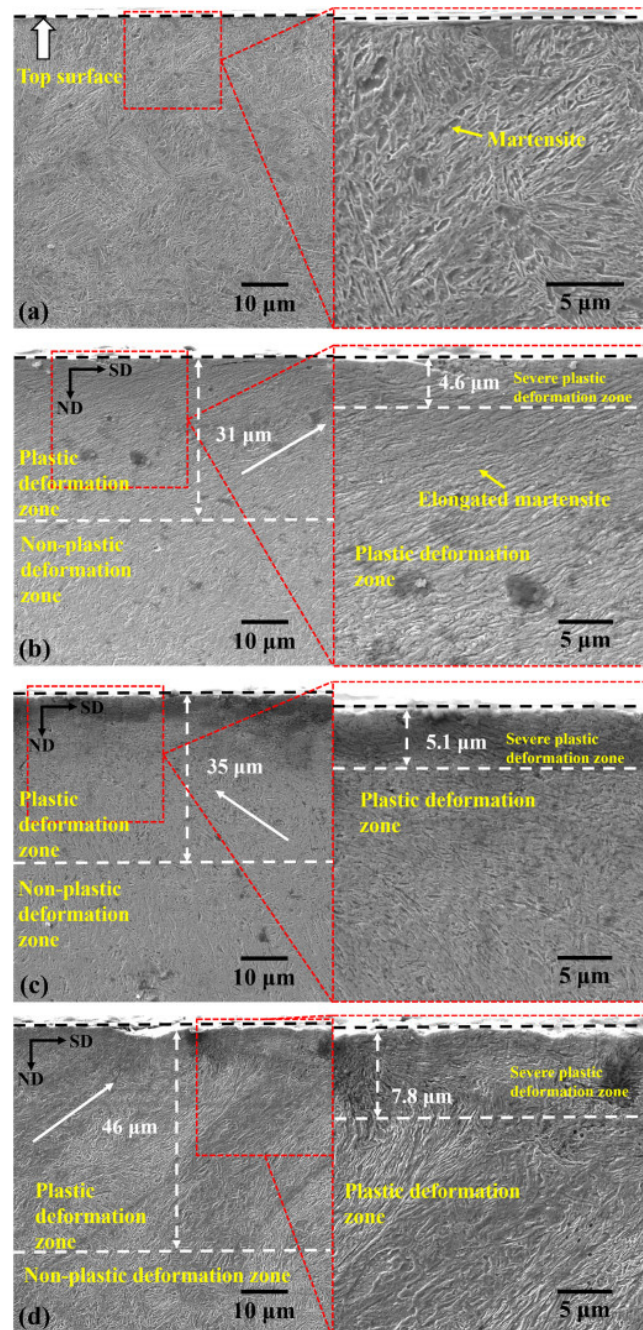 Top surface
Martensite
(a)
10 μm
5 μm
SD
ND
31 μm
Plastic
deformation
zone
Non-plastic
deformation
zone
(b)
10 μm
4.6 μm
Severe plastic
deformation zone
Elongated martensite
Plastic deformation
zone
5 μm
SD
ND
35 μm
Plastic
deformation
zone
Non-plastic
deformation
zone
(c)
10 μm
5.1 μm
Severe plastic
deformation zone
Plastic deformation
zone
5 μm
SD
ND
46 μm
Plastic
deformation
zone
Non-plastic deformation zone
(d)
10 μm
7.8 μm
Severe plastic
deformation zone
Plastic deformation
zone
5 μm